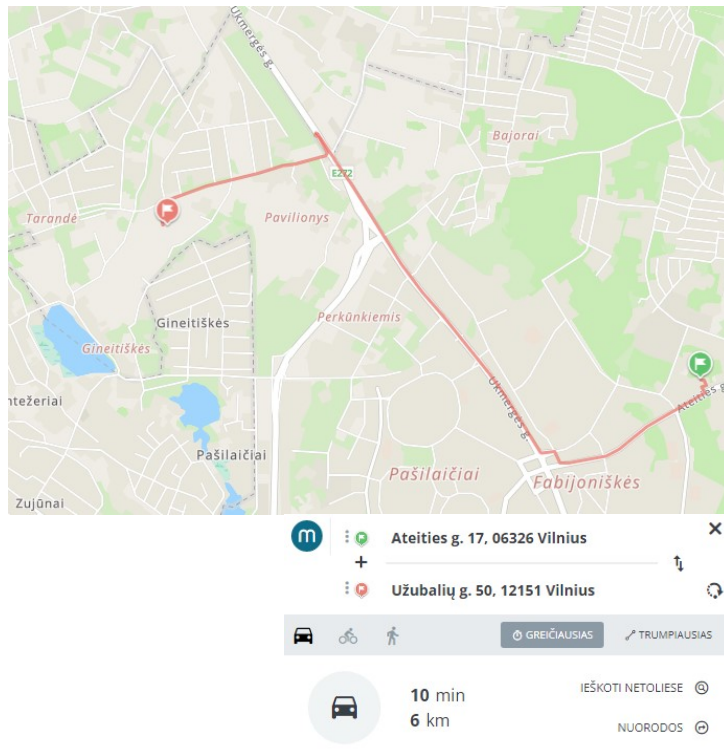 Ukmergės g.
Bajorai
E272
Tarandė
Pavilionys
Gineitiškės
Perkūnkiemis
Gineitiškės
ntežeriai
Ukmergės g.
Ateities g
Pašilaičiai
Pašilaičiai
Fabijoniškės
Zujūnai
m
Ateities g. 17, 06326 Vilnius
Užubalių g. 50, 12151 Vilnius
GREIČIAUSIAS
TRUMPIAUSIAS
10 min
6 km
IEŠKOTI NETOLIESE
NUORODOS